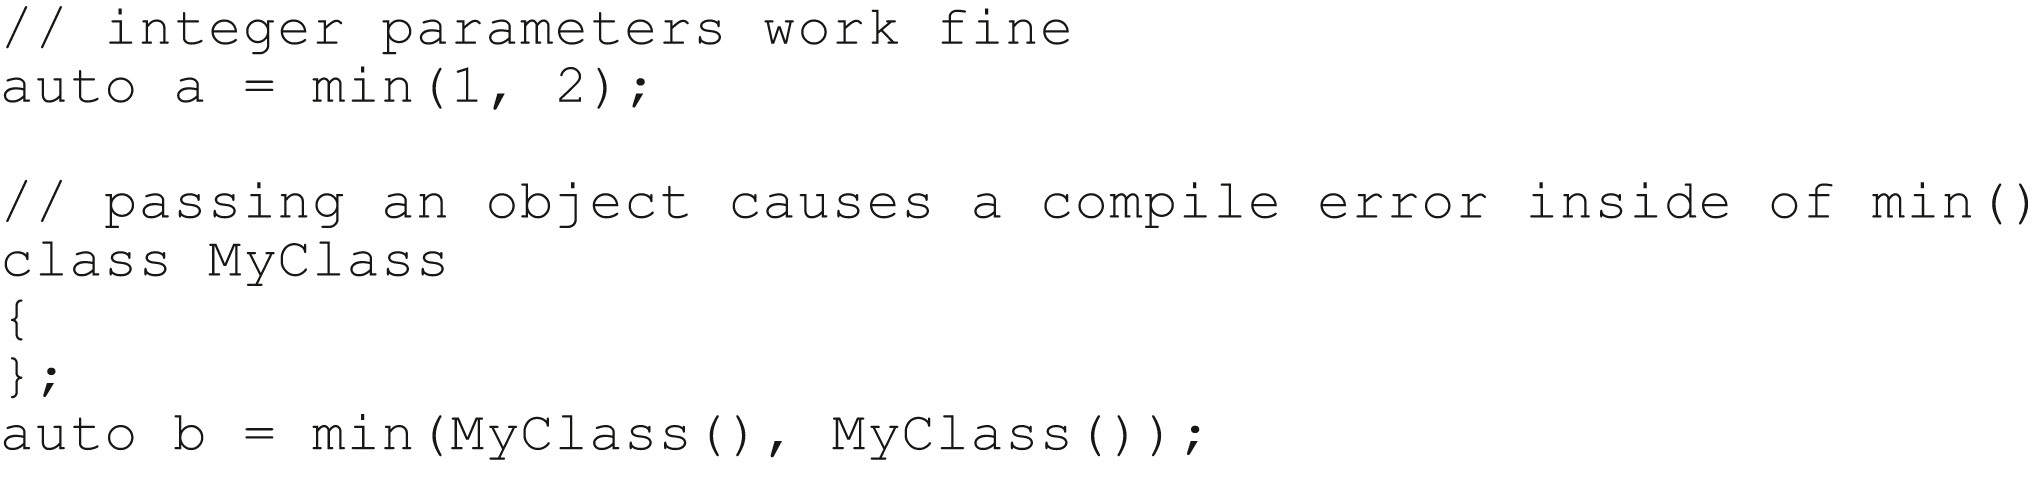 // integer parameters work fine
auto a = min(1, 2);
// passing an object causes a compile error inside of min()
class MyClass
{
};
auto b = min(MyClass(), MyClass());